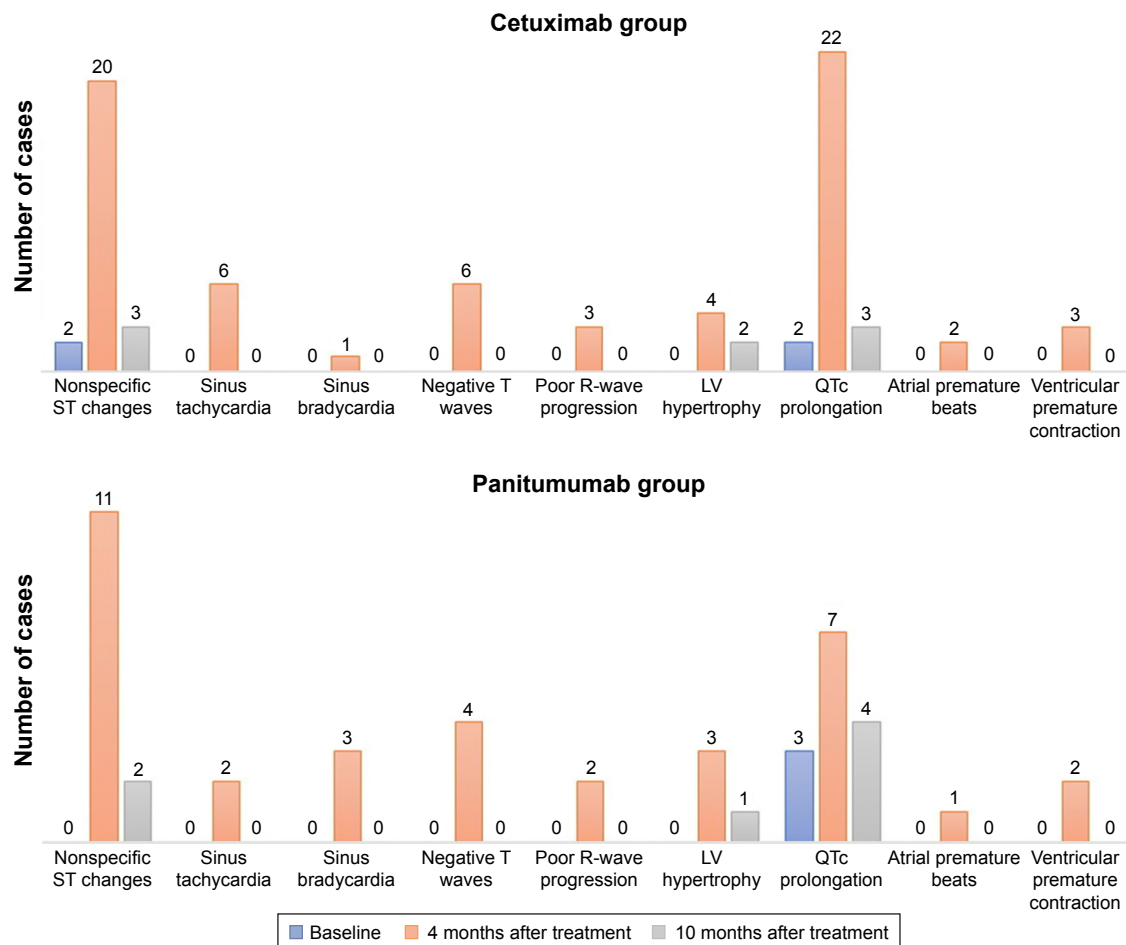 Cetuximab group
Number of cases
2 20 3
0 6 0
0 1 0
0 6 0
0 3 0
0 4 2
2 22 3
0 2 0
0 3 0
Nonspecific
ST changes
Sinus
tachycardia
Sinus
bradycardia
Negative T
waves
Poor R-wave
progression
LV
hypertrophy
QTc
prolongation
Atrial premature
beats
Ventricular
premature
contraction
Panitumumab group
Number of cases
0 11 2
0 2 0
0 3 0
0 4 0
0 2 0
0 3 1
3 7 4
0 1 0
0 2 0
Nonspecific
ST changes
Sinus
tachycardia
Sinus
bradycardia
Negative T
waves
Poor R-wave
progression
LV
hypertrophy
QTc
prolongation
Atrial premature
beats
Ventricular
premature
contraction
Baseline 4 months after treatment 10 months after treatment